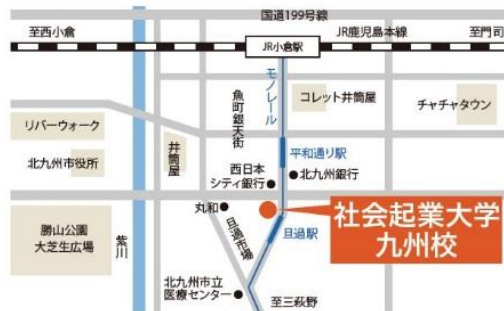 国道199号線
至西小倉
JR小倉駅
JR鹿児島本線
至門司
モノレール
魚町銀天街
コレット井筒屋
チャチャタウン
リバーウォーク
井筒屋
平和通り駅
北九州市役所
西日本
シティ銀行
北九州銀行
丸和
社会起業大学
九州校
勝山公園
大芝生広場
紫川
旦過市場
旦過駅
北九州市立
医療センター
至三萩野